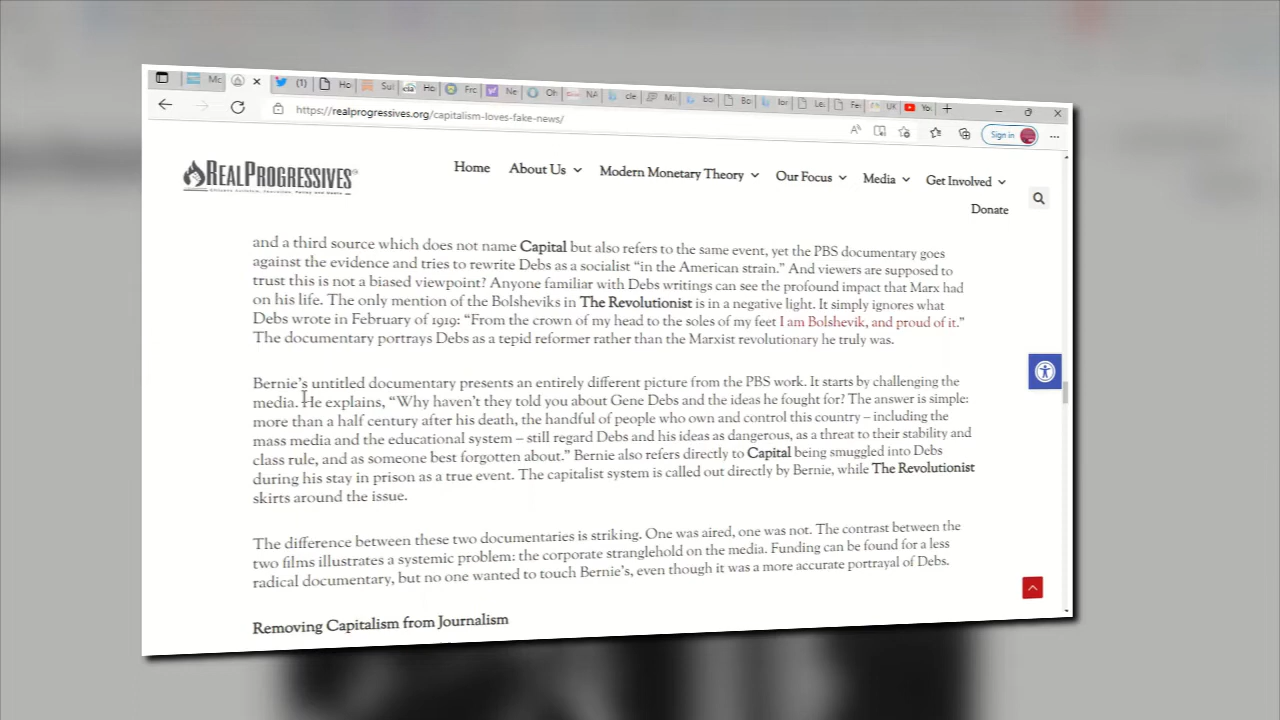 Mc
(1)
Ho
Sul
Ho
Frc
Ne
NA
cle
Mi
bo
Bo
Le
Fe
UK
Yo
https://realprogressives.org/capitalism-loves-fake-news/
Sign in
REALPROGRESSIVES
Home
About Us
Modern Monetary Theory
Our Focus
Media
Get Involved
Donate
and a third source which does not name Capital but also refers to the same event, yet the PBS documentary goes
against the evidence and tries to rewrite Debs as a socialist “in the American strain.” And viewers are supposed to
trust this is not a biased viewpoint? Anyone familiar with Debs writings can see the profound impact that Marx had
on his life. The only mention of the Bolsheviks in The Revolutionist is in a negative light. It simply ignores what
Debs wrote in February of 1919: “From the crown of my head to the soles of my feet I am Bolshevik, and proud of it.”
The documentary portrays Debs as a tepid reformer rather than the Marxist revolutionary he truly was.
Bernie’s untitled documentary presents an entirely different picture from the PBS work. It starts by challenging the
media. He explains, “Why haven’t they told you about Gene Debs and the ideas he fought for? The answer is simple:
more than a half century after his death, the handful of people who own and control this country – including the
mass media and the educational system – still regard Debs and his ideas as dangerous, as a threat to their stability and
class rule, and as someone best forgotten about.” Bernie also refers directly to Capital being smuggled into Debs
during his stay in prison as a true event. The capitalist system is called out directly by Bernie, while The Revolutionist
skirts around the issue.
The difference between these two documentaries is striking. One was aired, one was not. The contrast between the
two films illustrates a systemic problem: the corporate stranglehold on the media. Funding can be found for a less
radical documentary, but no one wanted to touch Bernie’s, even though it was a more accurate portrayal of Debs.
Removing Capitalism from Journalism